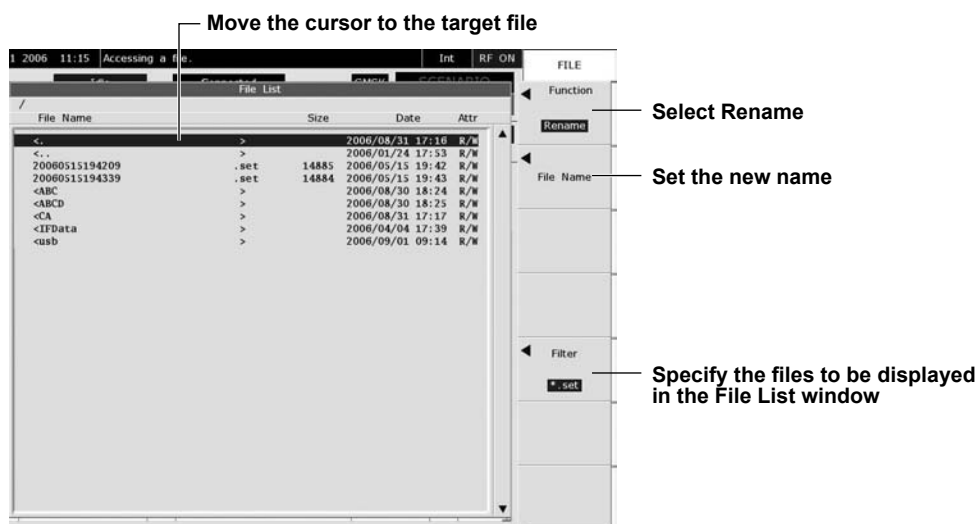 Move the cursor to the target file
1 2006 11:15 Accessing a file. Int RF ON
FILE
File List
/
File Name Size Date Attr
<. > 2006/08/31 17:16 R/W
<.. > 2006/01/24 17:53 R/W
20060515194209 .set 14885 2006/05/15 19:42 R/W
20060515194339 .set 14884 2006/05/15 19:43 R/W
<ABC > 2006/08/30 18:24 R/W
<ABCD > 2006/08/30 18:25 R/W
<CA > 2006/08/31 17:17 R/W
<IFData > 2006/04/04 17:39 R/W
<usb > 2006/09/01 09:14 R/W
Function
Rename
Select Rename
File Name
Set the new name
Filter
*.set
Specify the files to be displayed
in the File List window